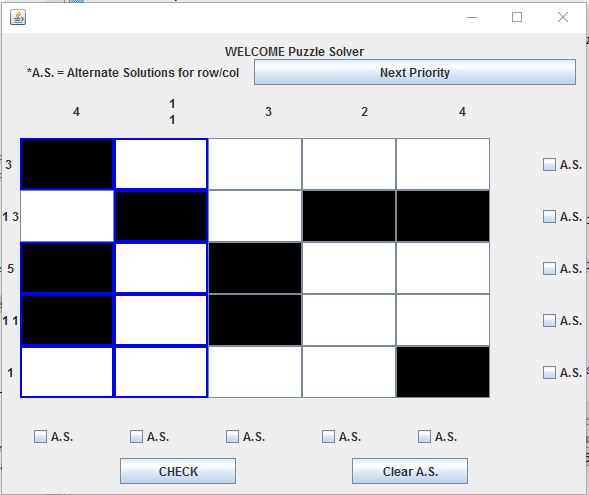 WELCOME Puzzle Solver
*A.S. = Alternate Solutions for row/col
Next Priority
4
1
1
3
2
4
3
A.S.
1 3
A.S.
5
A.S.
1 1
A.S.
1
A.S.
A.S.
A.S.
A.S.
A.S.
A.S.
CHECK
Clear A.S.